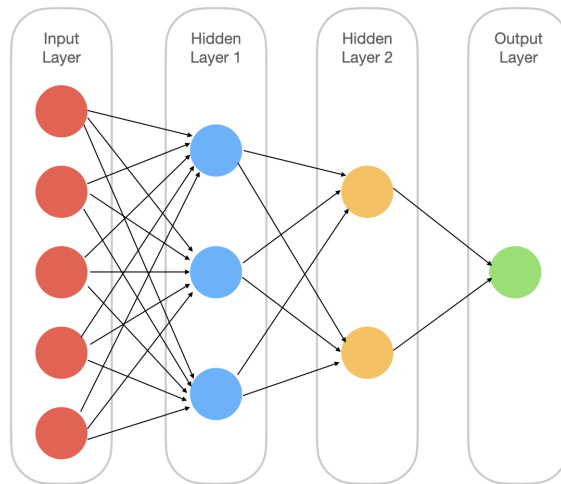 Input
Layer
Hidden
Layer 1
Hidden
Layer 2
Output
Layer